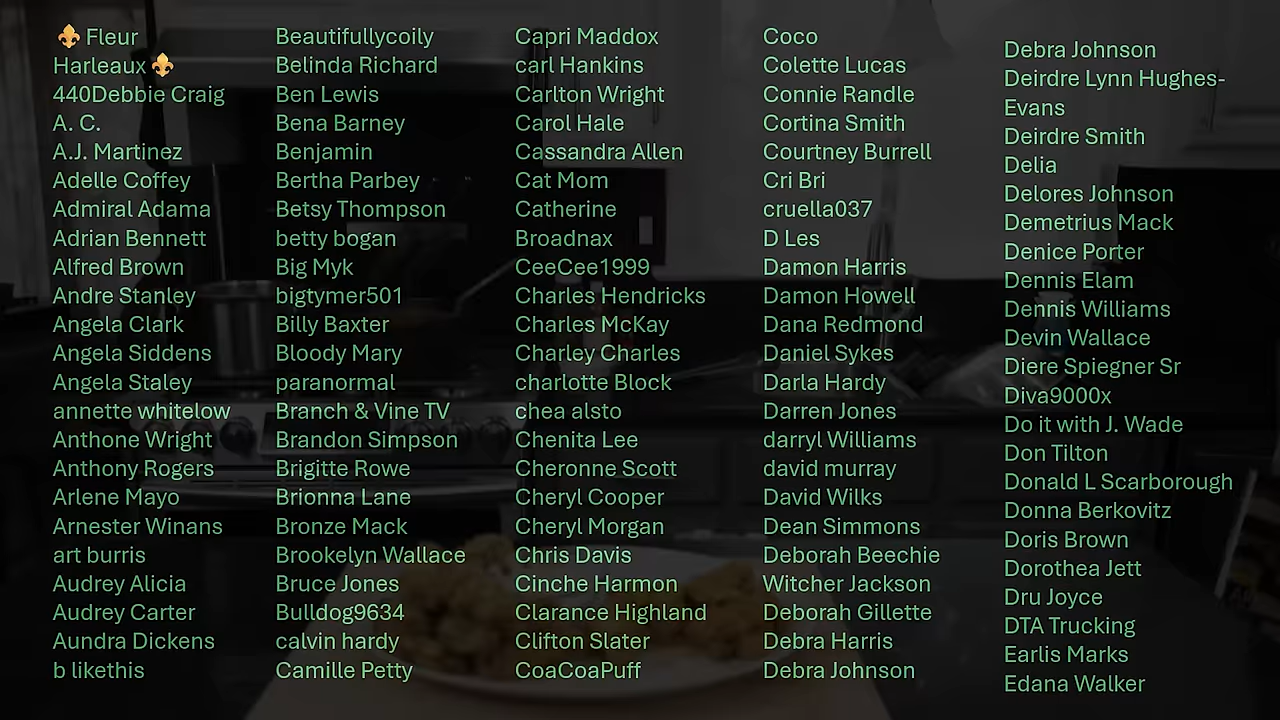 ⚜️ Fleur
Harleaux ⚜️
440Debbie Craig
A. C.
A.J. Martinez
Adelle Coffey
Admiral Adama
Adrian Bennett
Alfred Brown
Andre Stanley
Angela Clark
Angela Siddens
Angela Staley
annette whitelow
Anthone Wright
Anthony Rogers
Arlene Mayo
Arnester Winans
art burris
Audrey Alicia
Audrey Carter
Aundra Dickens
b likethis
Beautifullycoily
Belinda Richard
Ben Lewis
Bena Barney
Benjamin
Bertha Parbey
Betsy Thompson
betty bogan
Big Myk
bigtymer501
Billy Baxter
Bloody Mary
paranormal
Branch & Vine TV
Brandon Simpson
Brigitte Rowe
Brionna Lane
Bronze Mack
Brookelyn Wallace
Bruce Jones
Bulldog9634
calvin hardy
Camille Petty
Capri Maddox
carl Hankins
Carlton Wright
Carol Hale
Cassandra Allen
Cat Mom
Catherine
Broadnax
CeeCee1999
Charles Hendricks
Charles McKay
Charley Charles
charlotte Block
chea alsto
Chenita Lee
Cheronne Scott
Cheryl Cooper
Cheryl Morgan
Chris Davis
Cinche Harmon
Clarance Highland
Clifton Slater
CoaCoaPuff
Coco
Colette Lucas
Connie Randle
Cortina Smith
Courtney Burrell
Cri Bri
cruella037
D Les
Damon Harris
Damon Howell
Dana Redmond
Daniel Sykes
Darla Hardy
Darren Jones
darryl Williams
david murray
David Wilks
Dean Simmons
Deborah Beechie
Witcher Jackson
Deborah Gillette
Debra Harris
Debra Johnson
Debra Johnson
Deirdre Lynn Hughes-
Evans
Deirdre Smith
Delia
Delores Johnson
Demetrius Mack
Denice Porter
Dennis Elam
Dennis Williams
Devin Wallace
Diere Spiegner Sr
Diva9000x
Do it with J. Wade
Don Tilton
Donald L Scarborough
Donna Berkovitz
Doris Brown
Dorothea Jett
Dru Joyce
DTA Trucking
Earlis Marks
Edana Walker